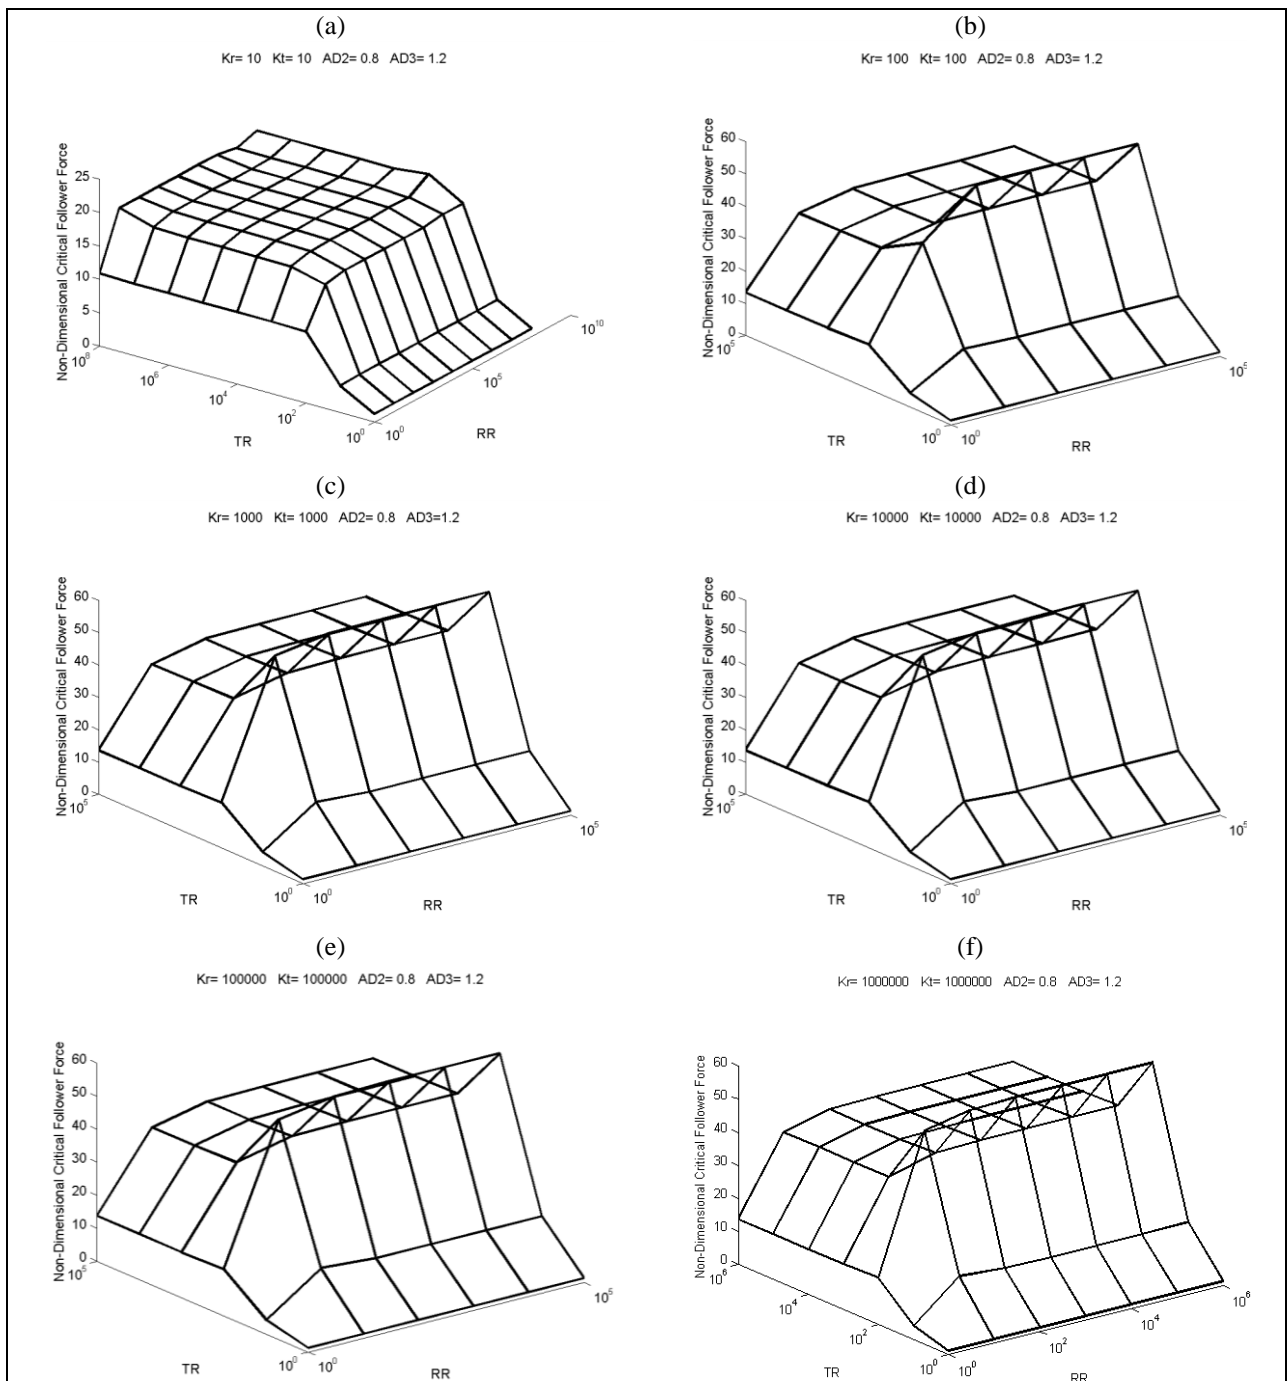 (a)
Kr= 10 Kt= 10 AD2= 0.8 AD3= 1.2
Non-Dimensional Critical Follower Force
25
20
15
10
5
0
10^8
10^6
10^4
10^2
10^0
TR
10^0
10^5
10^10
RR
(b)
Kr= 100 Kt= 100 AD2= 0.8 AD3= 1.2
Non-Dimensional Critical Follower Force
60
50
40
30
20
10
0
10^5
10^0
TR
10^0
10^5
RR
(c)
Kr= 1000 Kt= 1000 AD2= 0.8 AD3=1.2
Non-Dimensional Critical Follower Force
60
50
40
30
20
10
0
10^5
10^0
TR
10^0
10^5
RR
(d)
Kr= 10000 Kt= 10000 AD2= 0.8 AD3= 1.2
Non-Dimensional Critical Follower Force
60
50
40
30
20
10
0
10^5
10^0
TR
10^0
10^5
RR
(e)
Kr= 100000 Kt= 100000 AD2= 0.8 AD3= 1.2
Non-Dimensional Critical Follower Force
60
50
40
30
20
10
0
10^5
10^0
TR
10^0
10^5
RR
(f)
Kr= 1000000 Kt= 1000000 AD2= 0.8 AD3= 1.2
Non-Dimensional Critical Follower Force
60
50
40
30
20
10
0
10^6
10^4
10^2
10^0
TR
10^0
10^2
10^4
10^6
RR